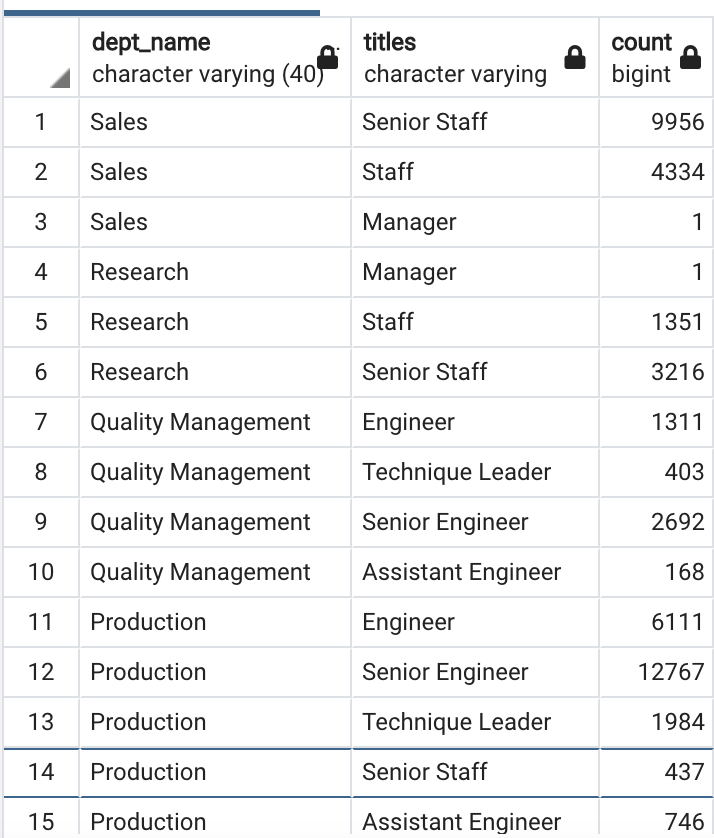 dept_name titles count
character varying (40) character varying bigint
1 Sales Senior Staff 9956
2 Sales Staff 4334
3 Sales Manager 1
4 Research Manager 1
5 Research Staff 1351
6 Research Senior Staff 3216
7 Quality Management Engineer 1311
8 Quality Management Technique Leader 403
9 Quality Management Senior Engineer 2692
10 Quality Management Assistant Engineer 168
11 Production Engineer 6111
12 Production Senior Engineer 12767
13 Production Technique Leader 1984
14 Production Senior Staff 437
15 Production Assistant Engineer 746